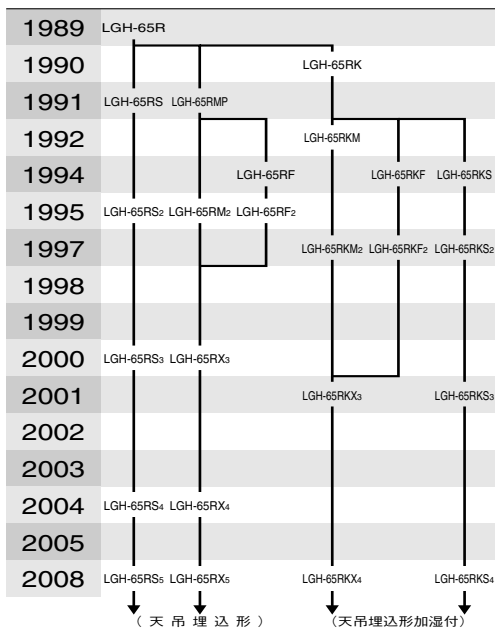 1989 LGH-65R
1990 LGH-65RK
1991 LGH-65RS LGH-65RMP
1992 LGH-65RKM
1994 LGH-65RF LGH-65RKF LGH-65RKS
1995 LGH-65RS2 LGH-65RM2 LGH-65RF2
1997 LGH-65RKM2 LGH-65RKF2 LGH-65RKS2
1998
1999
2000 LGH-65RS3 LGH-65RX3
2001 LGH-65RKX3 LGH-65RKS3
2002
2003
2004 LGH-65RS4 LGH-65RX4
2005
2008 LGH-65RS5 LGH-65RX5 LGH-65RKX4 LGH-65RKS4
(天吊埋込形) (天吊埋込形加湿付)